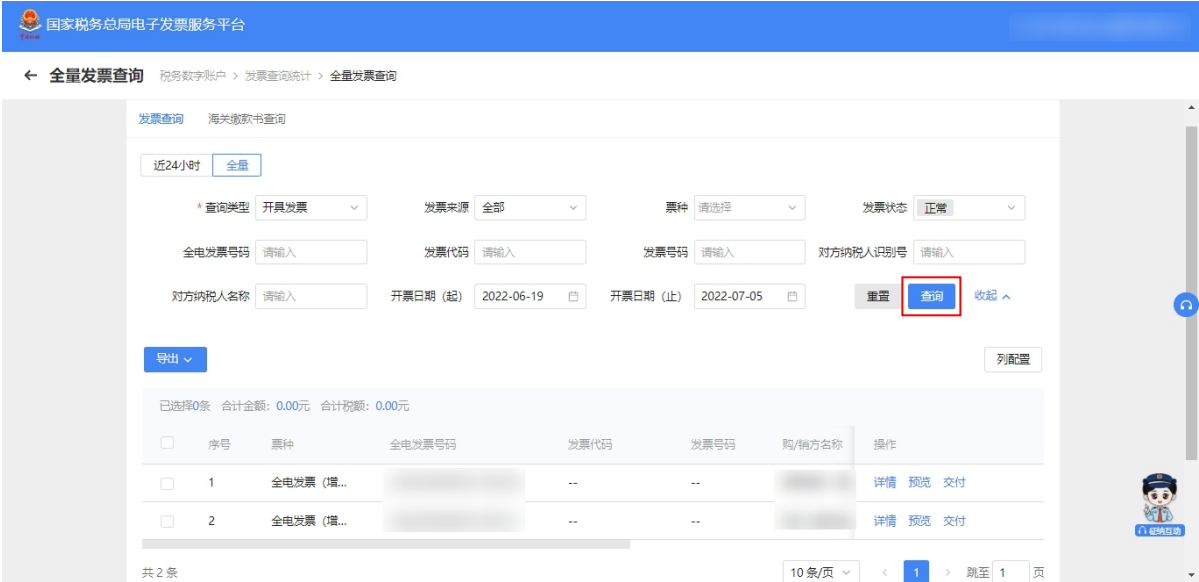 国家税务总局电子发票服务平台
← 全量发票查询 税务数字账户 > 发票查询统计 > 全量发票查询
发票查询 海关缴款书查询
近24小时 全量
* 查询类型 开具发票 发票来源 全部 票种 请选择 发票状态 正常
全电发票号码 请输入 发票代码 请输入 发票号码 请输入 对方纳税人识别号 请输入
对方纳税人名称 请输入 开票日期（起） 2022-06-19 开票日期（止） 2022-07-05 重置 查询 收起
导出 列配置
已选择0条 合计金额：0.00元 合计税额：0.00元
序号 票种 全电发票号码 发票代码 发票号码 购/销方名称 操作
1 全电发票（增... -- -- 详情 预览 交付
2 全电发票（增... -- -- 详情 预览 交付
征纳互动
共 2 条 10 条/页 < 1 > 跳至 1 页